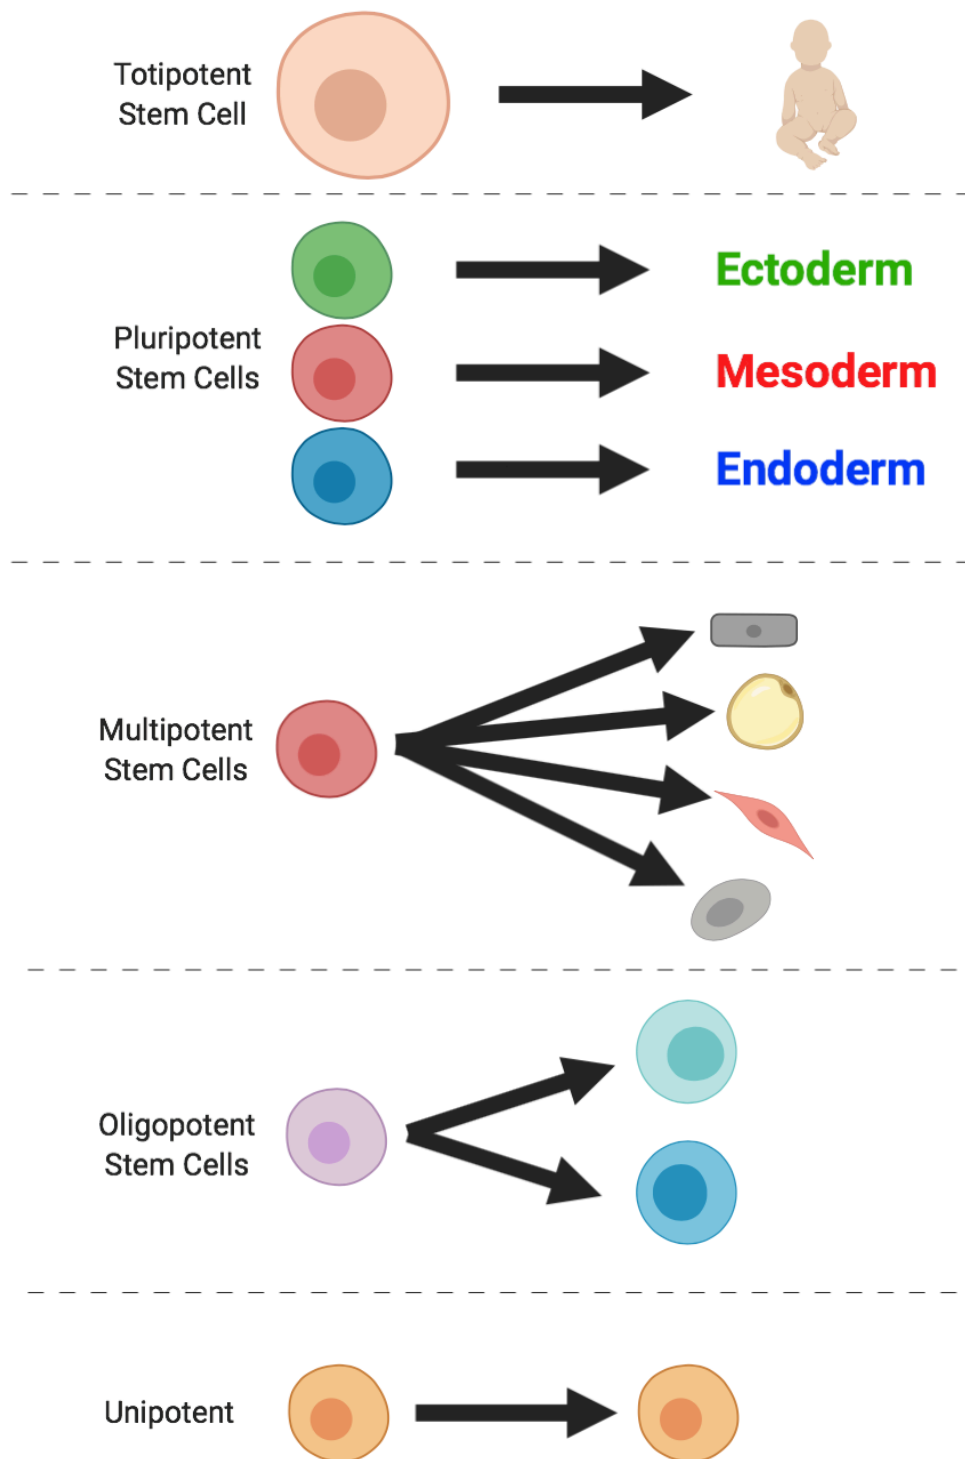 Totipotent
Stem Cell
Ectoderm
Pluripotent
Stem Cells
Mesoderm
Endoderm
Multipotent
Stem Cells
Oligopotent
Stem Cells
Unipotent